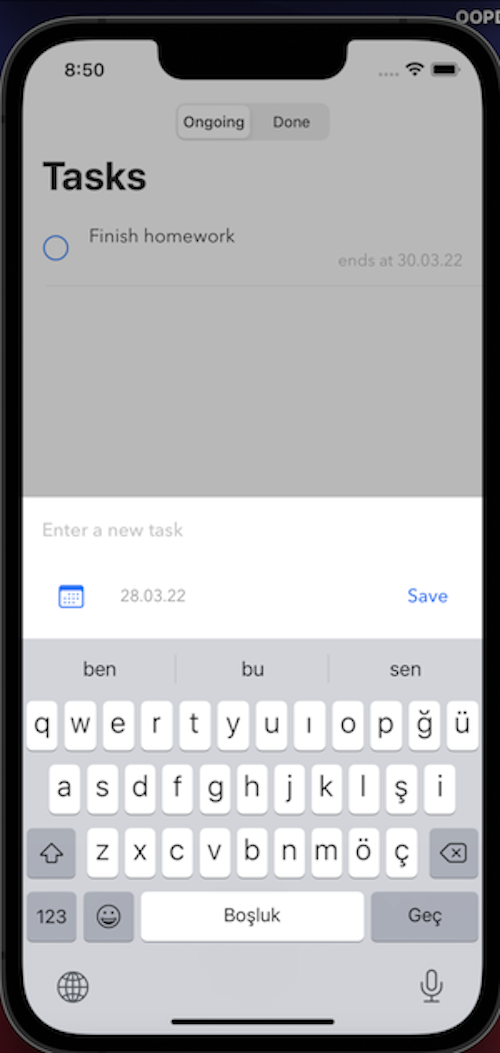 OOPD
8:50
Ongoing Done
Tasks
Finish homework
ends at 30.03.22
Enter a new task
28.03.22 Save
ben bu sen
q w e r t y u ı o p ğ ü
a s d f g h j k l ş i
z x c v b n m ö ç
123 Boşluk Geç